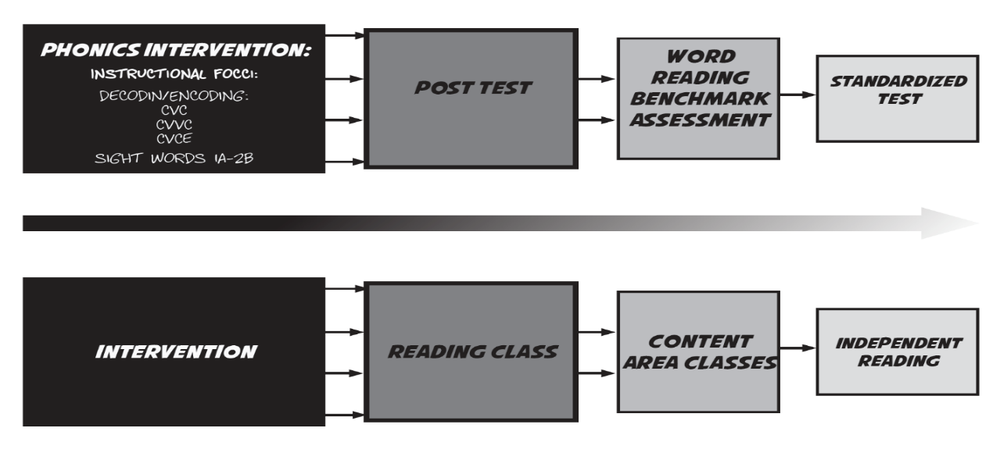 PHONICS INTERVENTION:
INSTRUCTIONAL FOCCI:
DECODIN/ENCODING:
CVC
CVVC
CVCE
SIGHT WORDS 1A-2B
POST TEST
WORD
READING
BENCHMARK
ASSESSMENT
STANDARDIZED
TEST
INTERVENTION
READING CLASS
CONTENT
AREA CLASSES
INDEPENDENT
READING